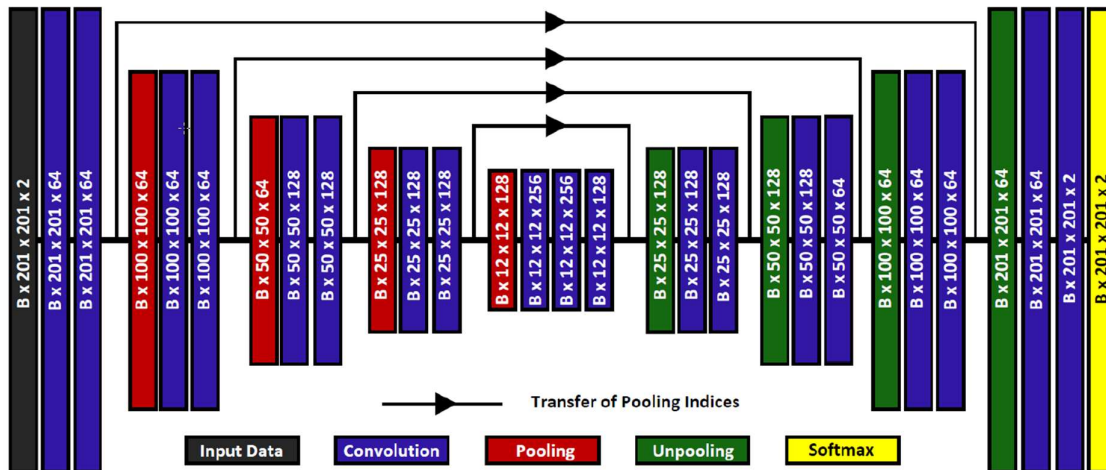 B x 201 x 201 x 2
B x 201 x 201 x 64
B x 201 x 201 x 64
B x 100 x 100 x 64
B x 100 x 100 x 64
B x 100 x 100 x 64
B x 50 x 50 x 64
B x 50 x 50 x 128
B x 50 x 50 x 128
B x 25 x 25 x 128
B x 25 x 25 x 128
B x 25 x 25 x 128
B x 12 x 12 x 128
B x 12 x 12 x 256
B x 12 x 12 x 256
B x 12 x 12 x 128
B x 25 x 25 x 128
B x 25 x 25 x 128
B x 25 x 25 x 128
B x 50 x 50 x 128
B x 50 x 50 x 128
B x 50 x 50 x 64
B x 100 x 100 x 64
B x 100 x 100 x 64
B x 100 x 100 x 64
B x 201 x 201 x 64
B x 201 x 201 x 64
B x 201 x 201 x 2
B x 201 x 201 x 2
Transfer of Pooling Indices
Input Data
Convolution
Pooling
Unpooling
Softmax